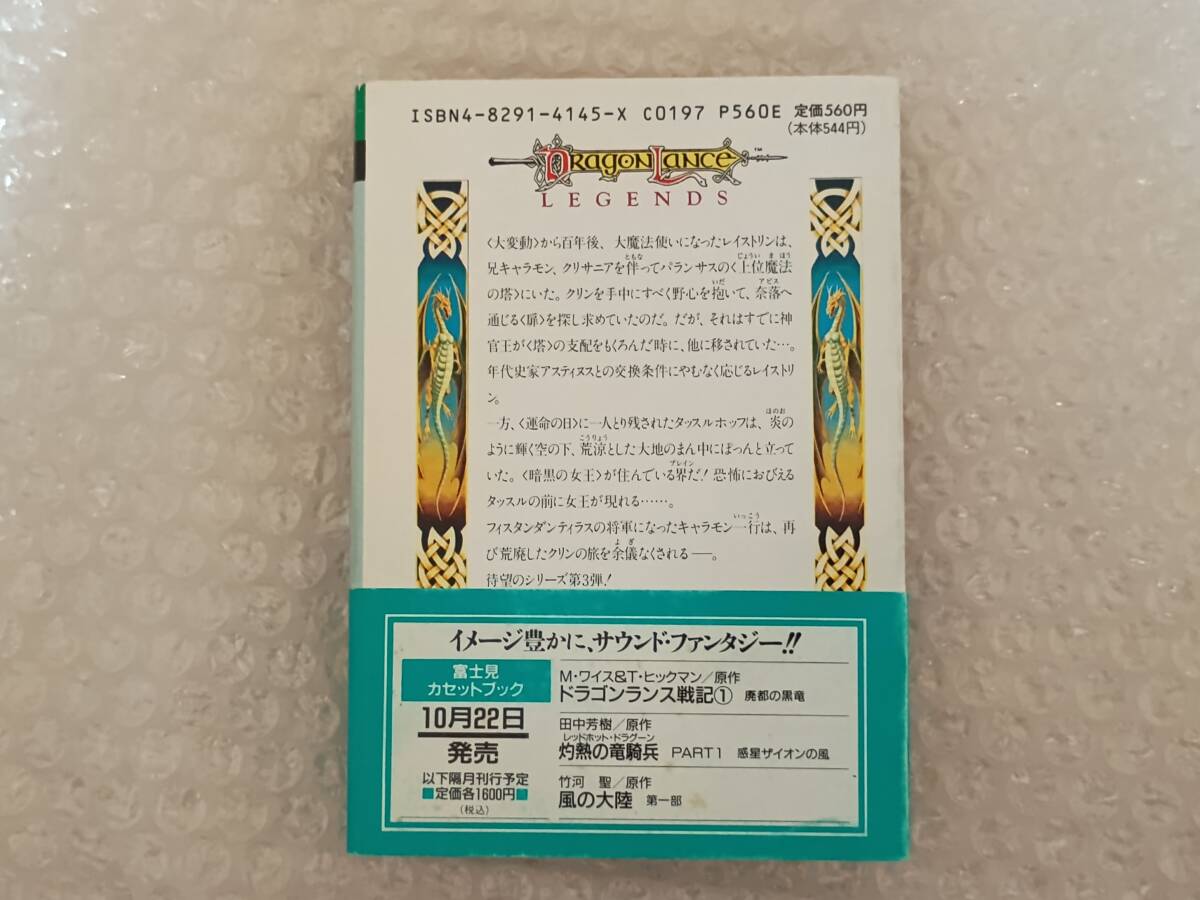 ISBN4-8291-4145-X C0197 P560E 定価560円
(本体544円)
DRAGONLANCE™
LEGENDS
〈大変動〉から百年後、大魔法使いになったレイストリンは、
兄キャラモン、クリサニアを伴ってパランサスの〈上位魔法
の塔〉にいた。クリンを手中にすべく野心を抱いて、奈落へ
通じる〈扉〉を探し求めていたのだ。だが、それはすでに神
官王が〈塔〉の支配をもくろんだ時に、他に移されていた…。
年代史家アスティヌスとの交換条件にやむなく応じるレイストリ
ン。
一方、〈運命の日〉に一人とり残されたタッスルホッフは、炎の
ように輝く空の下、荒涼とした大地のまん中にぽつんと立って
いた。〈暗黒の女王〉が住んでいる界だ!恐怖におびえる
タッスルの前に女王が現れる……。
フィスタンダンティラスの将軍になったキャラモン一行は、再
び荒廃したクリンの旅を余儀なくされる──。
待望のシリーズ第3弾!
イメージ豊かに、サウンド・ファンタジー!!
富士見
カセットブック
10月22日
発売
以下隔月刊行予定
■定価各1600円■
(税込)
M・ワイス&T・ヒックマン/原作
ドラゴンランス戦記① 廃都の黒竜
田中芳樹/原作
レッドホット・ドラグーン
灼熱の竜騎兵 PART1 惑星ザイオンの風
竹河 聖/原作
風の大陸 第一部